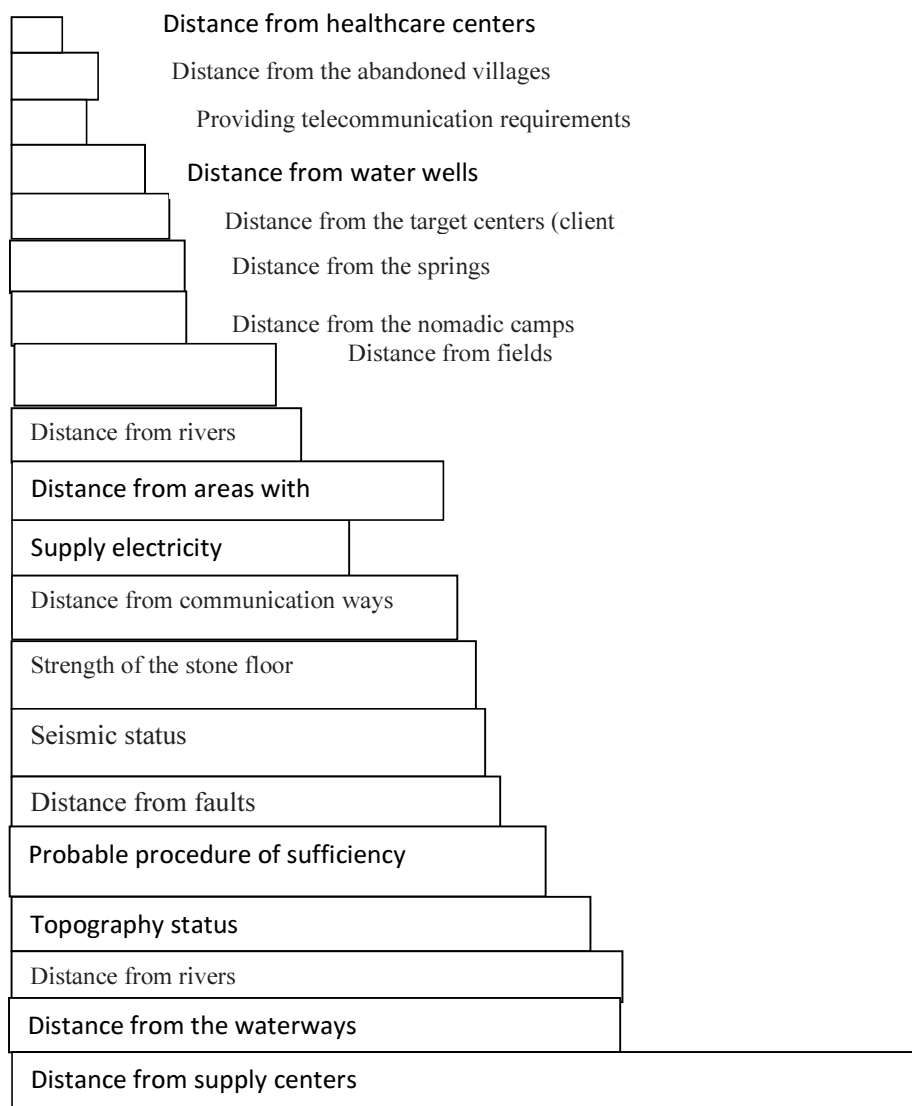 Distance from healthcare centers
Distance from the abandoned villages
Providing telecommunication requirements
Distance from water wells
Distance from the target centers (client
Distance from the springs
Distance from the nomadic camps
Distance from fields
Distance from rivers
Distance from areas with
Supply electricity
Distance from communication ways
Strength of the stone floor
Seismic status
Distance from faults
Probable procedure of sufficiency
Topography status
Distance from rivers
Distance from the waterways
Distance from supply centers